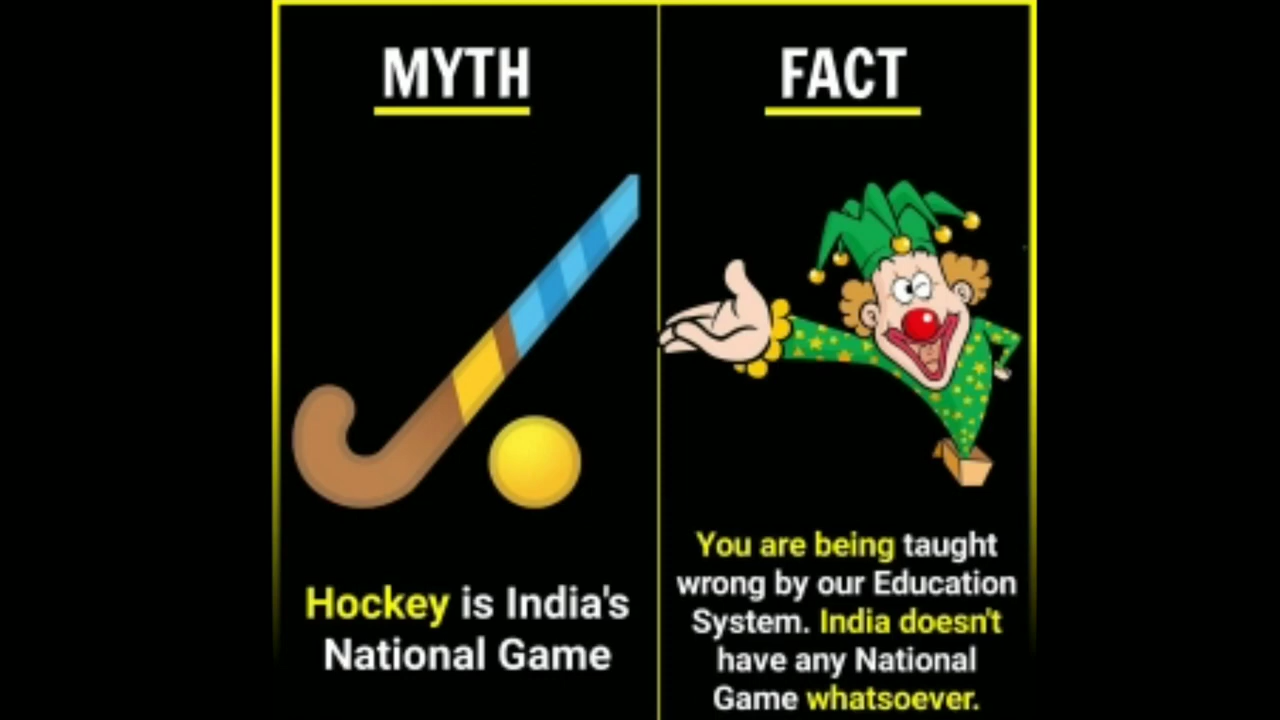 MYTH
Hockey is India's
National Game
FACT
You are being taught
wrong by our Education
System. India doesn't
have any National
Game whatsoever.